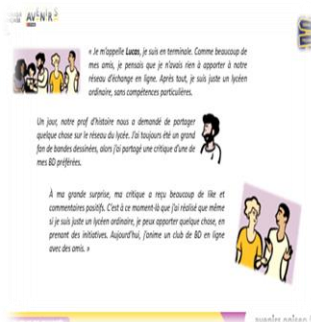 AVENIRS
« Je m'appelle Lucas, je suis en terminale. Comme beaucoup de
mes amis, je pensais que je n'avais rien à apporter à notre
réseau d'échange en ligne. Après tout, je suis juste un lycéen
ordinaire, sans compétences particulières.
Un jour, notre prof d'histoire nous a demandé de partager
quelque chose sur le réseau du lycée. J'ai toujours été un grand
fan de bandes dessinées, alors j'ai partagé une critique d'une de
mes BD préférées.
À ma grande surprise, ma critique a reçu beaucoup de like et
commentaires positifs. C'est à ce moment-là que j'ai réalisé que même
si je suis juste un lycéen ordinaire, je peux apporter quelque chose, en
prenant des initiatives. Aujourd'hui, j'anime un club de BD en ligne
avec des amis. »